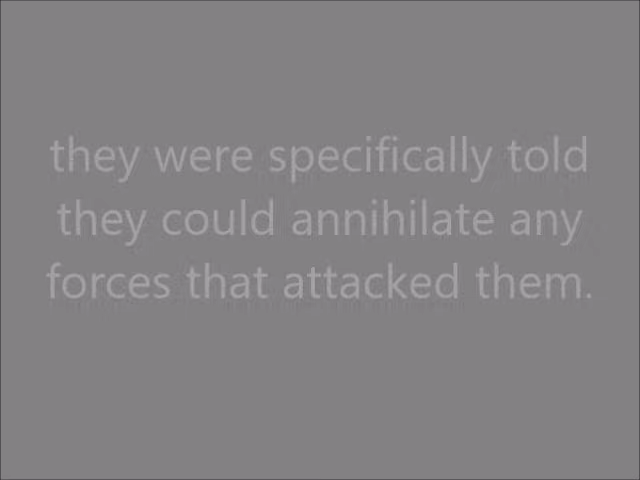 they were specifically told
they could annihilate any
forces that attacked them.